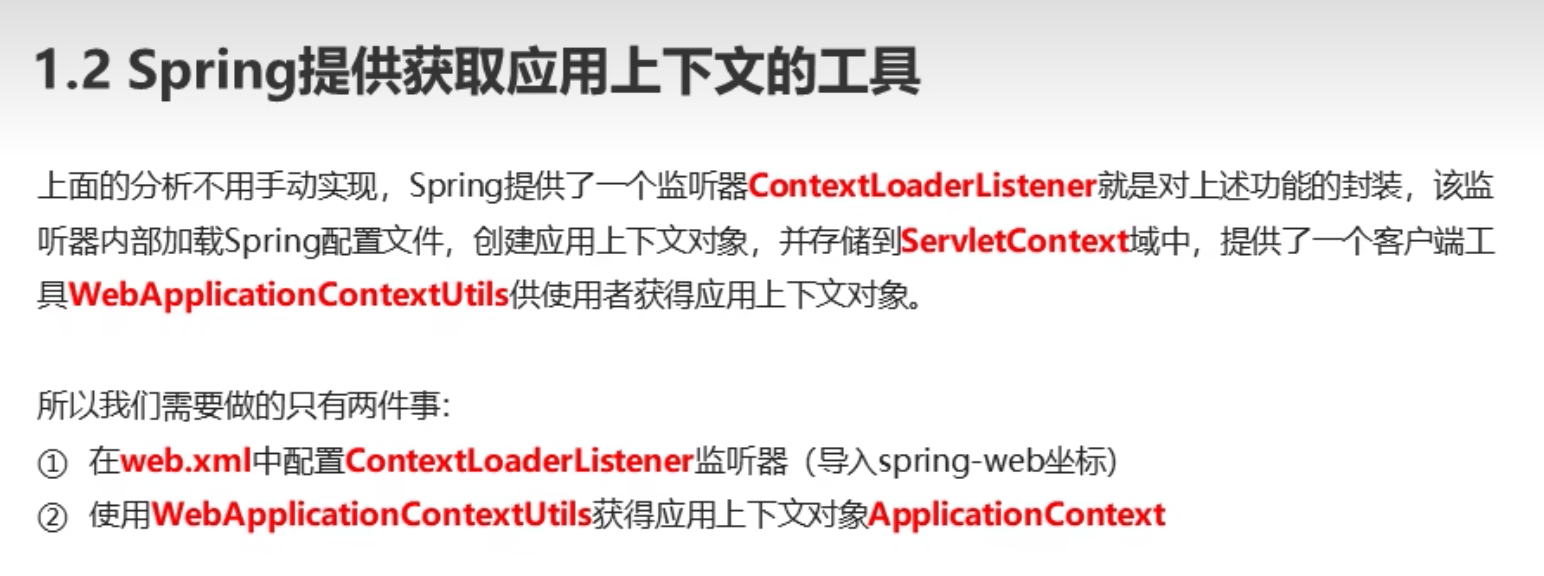 1.2 Spring提供获取应用上下文的工具
上面的分析不用手动实现，Spring提供了一个监听器ContextLoaderListener就是对上述功能的封装，该监
听器内部加载Spring配置文件，创建应用上下文对象，并存储到ServletContext域中，提供了一个客户端工
具WebApplicationContextUtils供使用者获得应用上下文对象。
所以我们需要做的只有两件事：
① 在web.xml中配置ContextLoaderListener监听器（导入spring-web坐标）
② 使用WebApplicationContextUtils获得应用上下文对象ApplicationContext